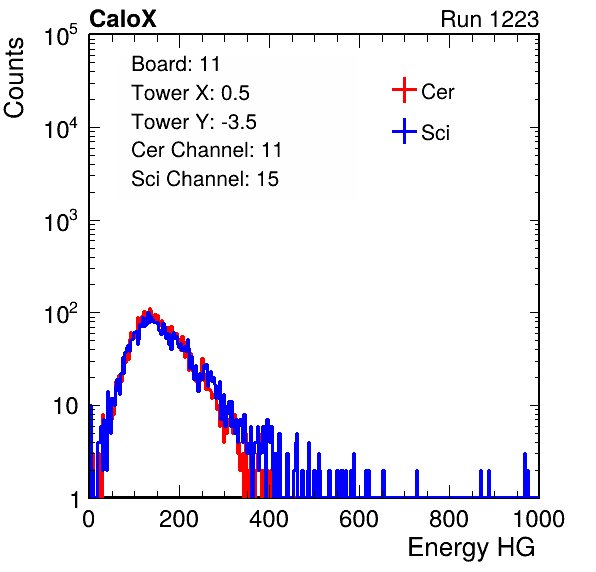 CaloX Run 1223
Counts
10^5
10^4
10^3
10^2
10
1
Board: 11
Tower X: 0.5
Tower Y: -3.5
Cer Channel: 11
Sci Channel: 15
Cer
Sci
0 200 400 600 800 1000
Energy HG